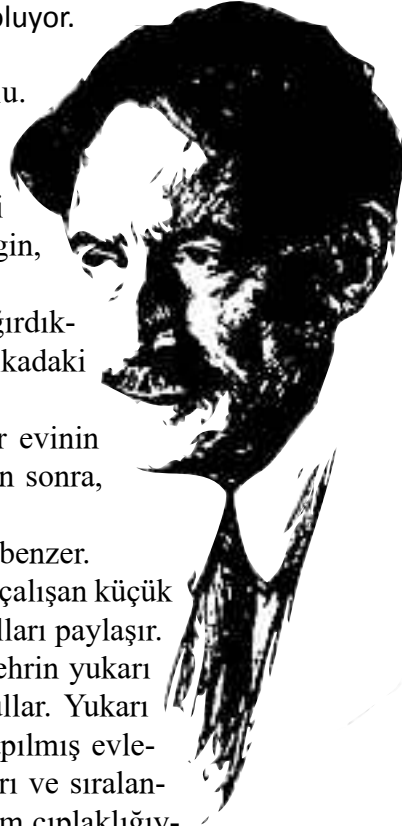 oluyor.
u.
i
gin,
ğırdık-
kadaki
r evinin
n sonra,
benzer.
çalışan küçük
lları paylaşır.
ehrin yukarı
ıllar. Yukarı
pılmış evle-
rı ve sıralan-
m çıplaklığıy-